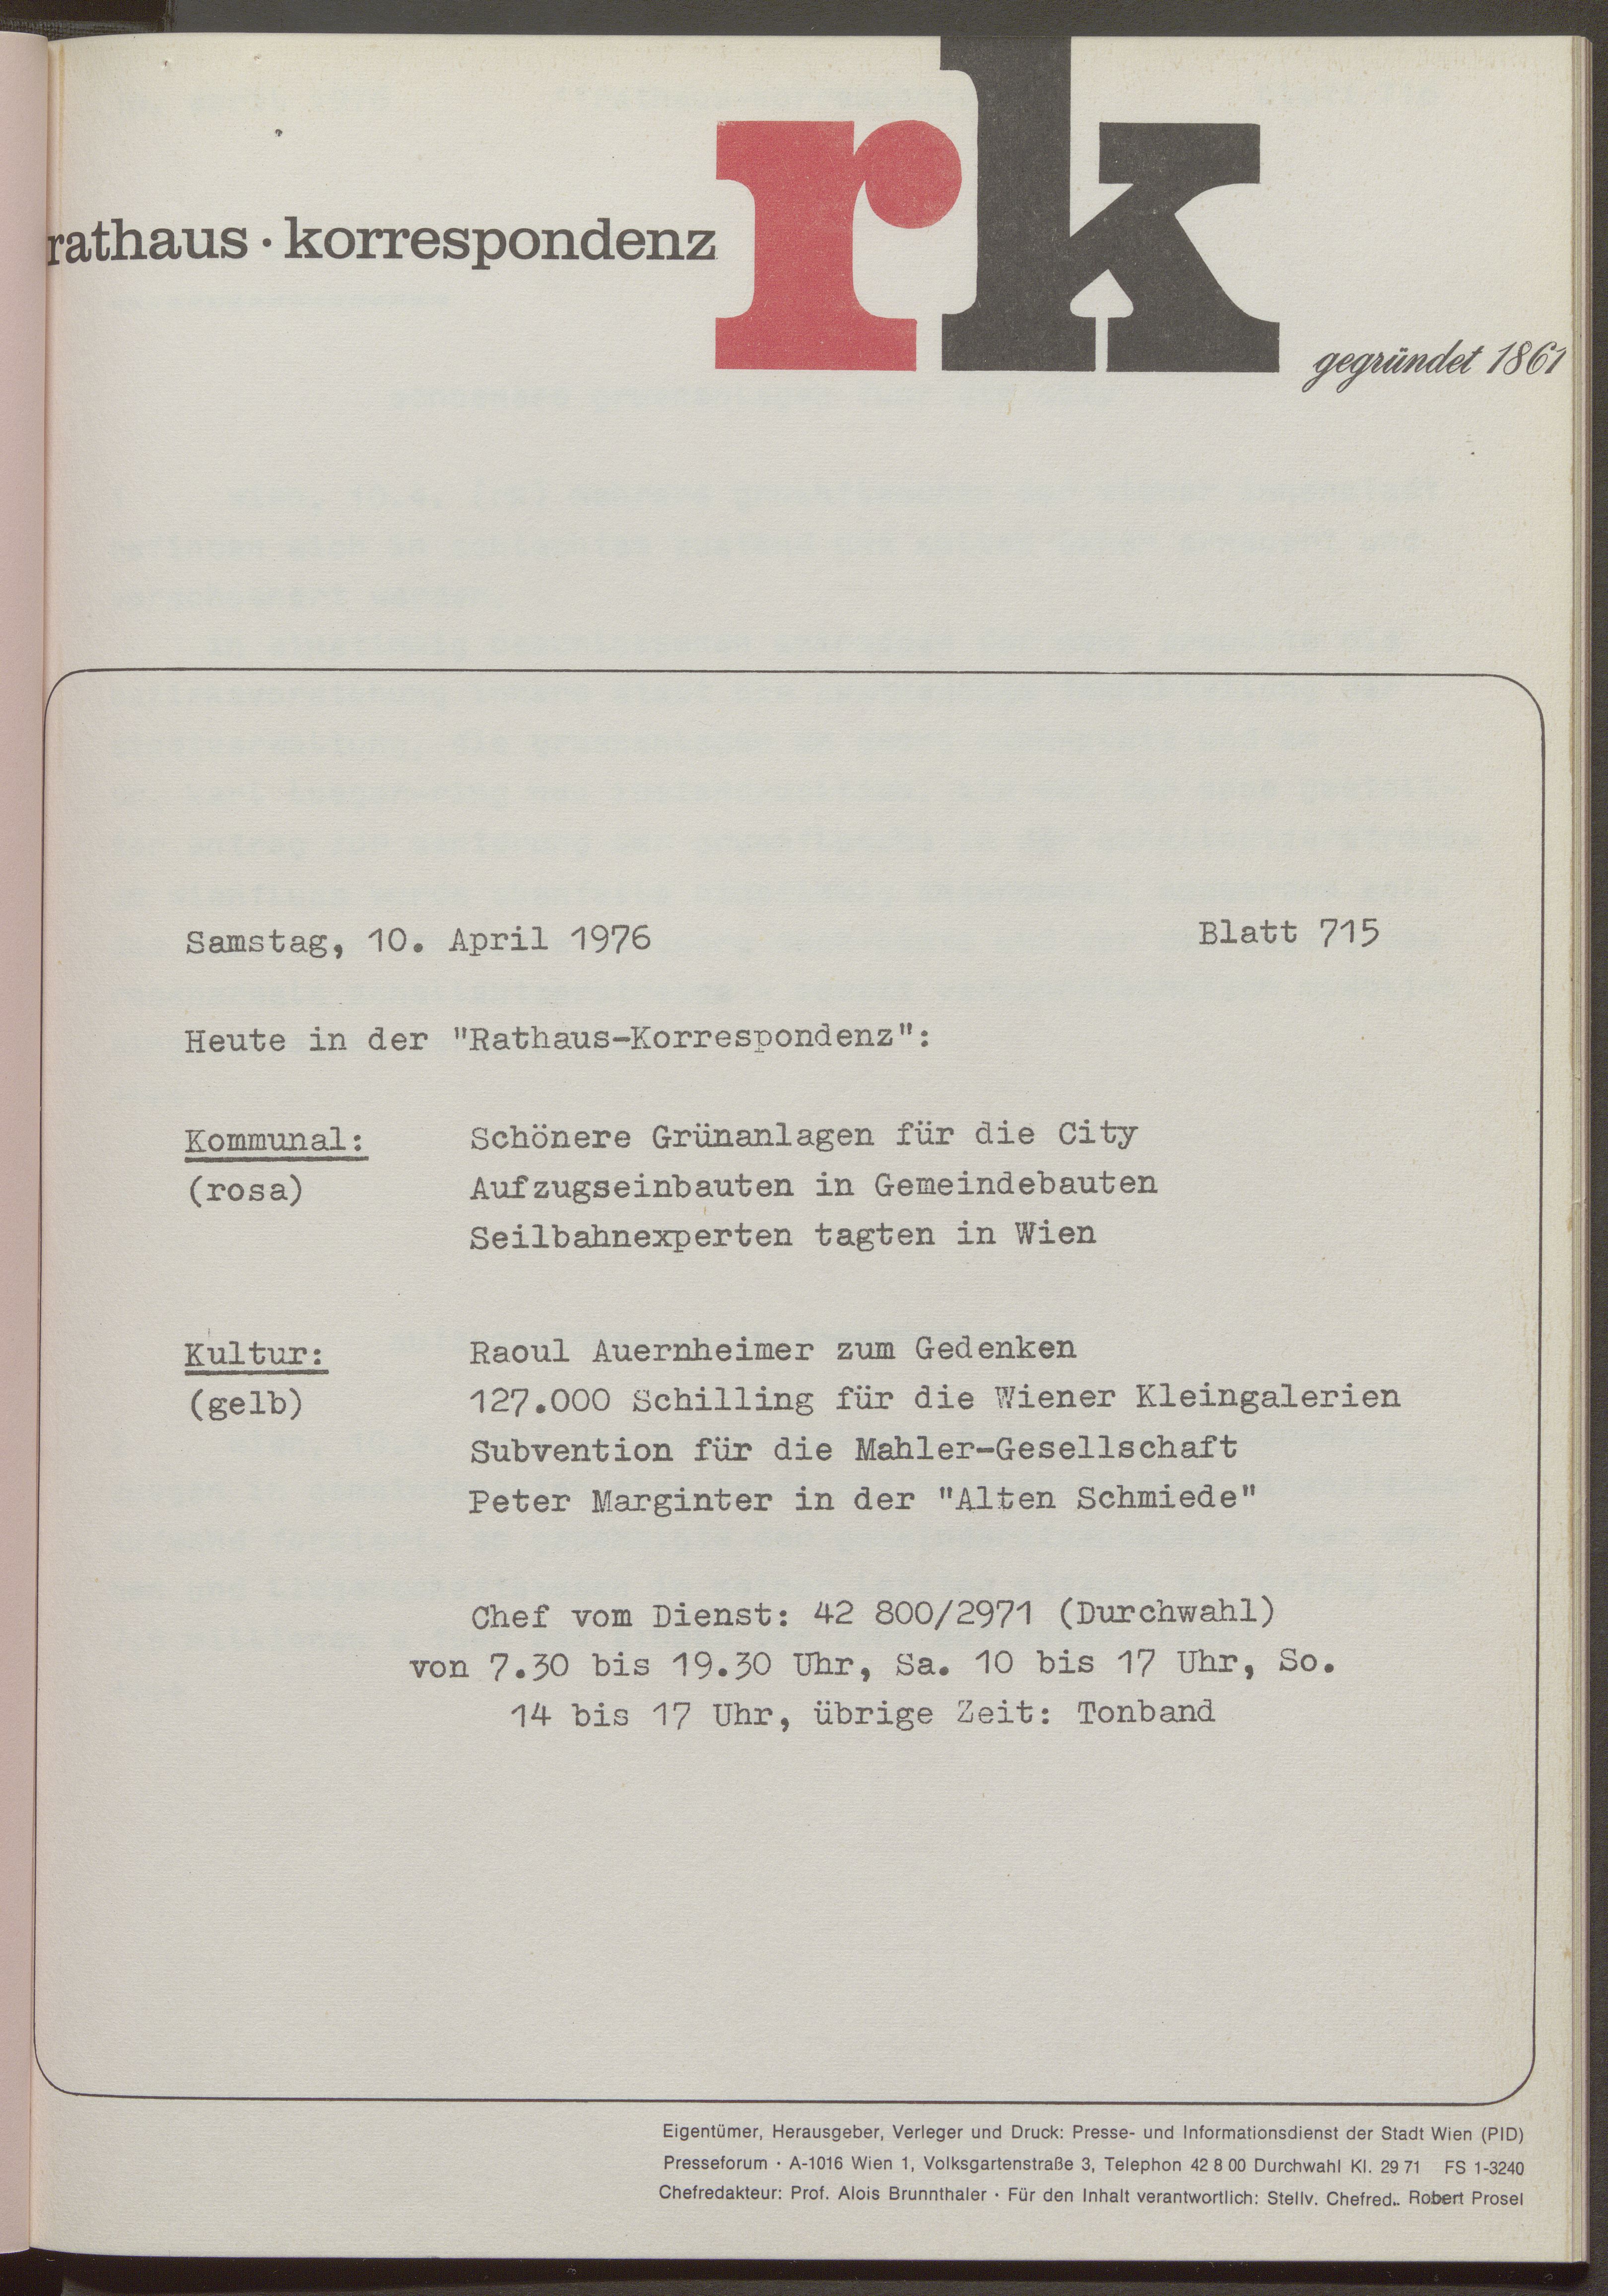 rathaus · korrespondenz
rk
gegründet 1861
Samstag, 10. April 1976 Blatt 715
Heute in der "Rathaus-Korrespondenz":
Kommunal: Schönere Grünanlagen für die City
(rosa) Aufzugseinbauten in Gemeindebauten
Seilbahnexperten tagten in Wien
Kultur: Raoul Auernheimer zum Gedenken
(gelb) 127.000 Schilling für die Wiener Kleingalerien
Subvention für die Mahler-Gesellschaft
Peter Marginter in der "Alten Schmiede"
Chef vom Dienst: 42 800/2971 (Durchwahl)
von 7.30 bis 19.30 Uhr, Sa. 10 bis 17 Uhr, So.
14 bis 17 Uhr, übrige Zeit: Tonband
Eigentümer, Herausgeber, Verleger und Druck: Presse- und Informationsdienst der Stadt Wien (PID)
Presseforum · A-1016 Wien 1, Volksgartenstraße 3, Telephon 42 8 00 Durchwahl Kl. 29 71 FS 1-3240
Chefredakteur: Prof. Alois Brunnthaler · Für den Inhalt verantwortlich: Stellv. Chefred.. Robert Prosel